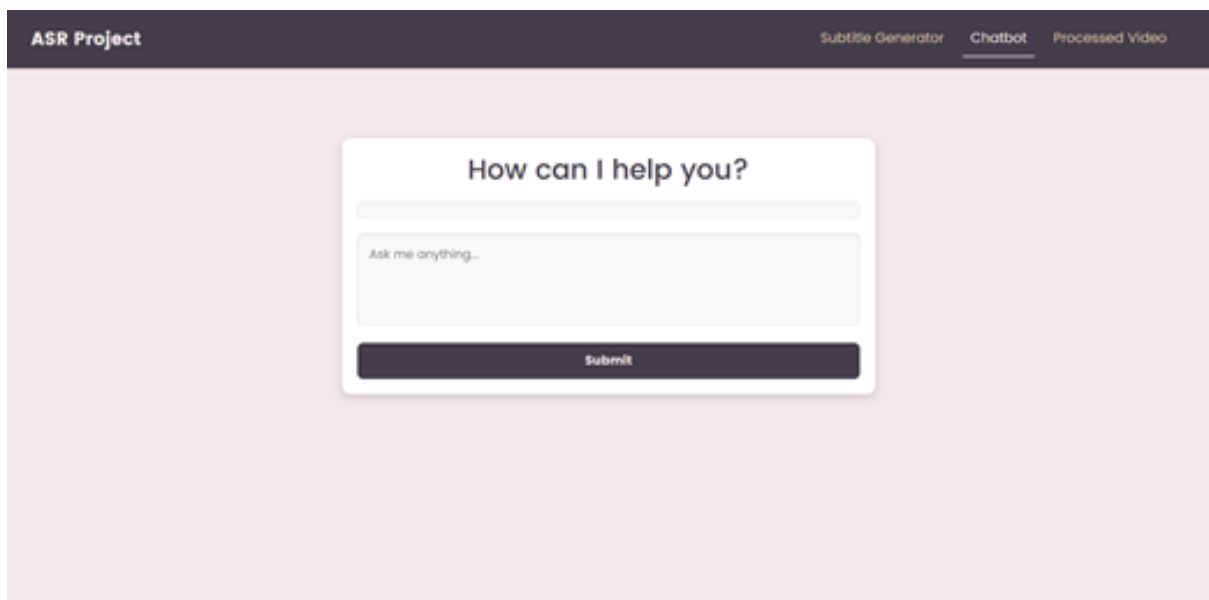 ASR Project
Subtitle Generator Chatbot Processed Video
How can I help you?
Ask me anything...
Submit